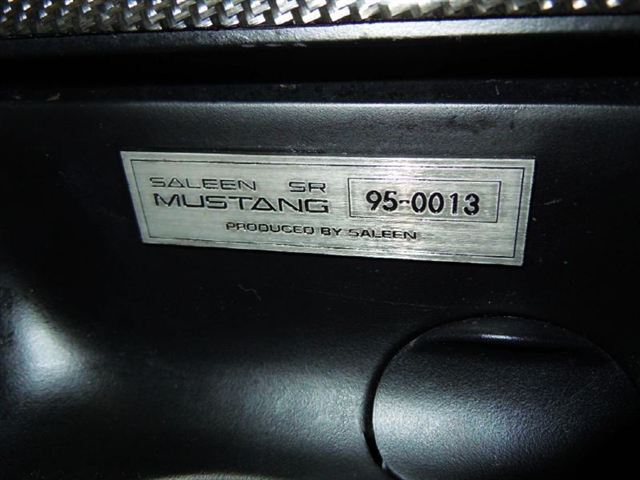 SALEEN SR
MUSTANG 95-0013
PRODUCED BY SALEEN